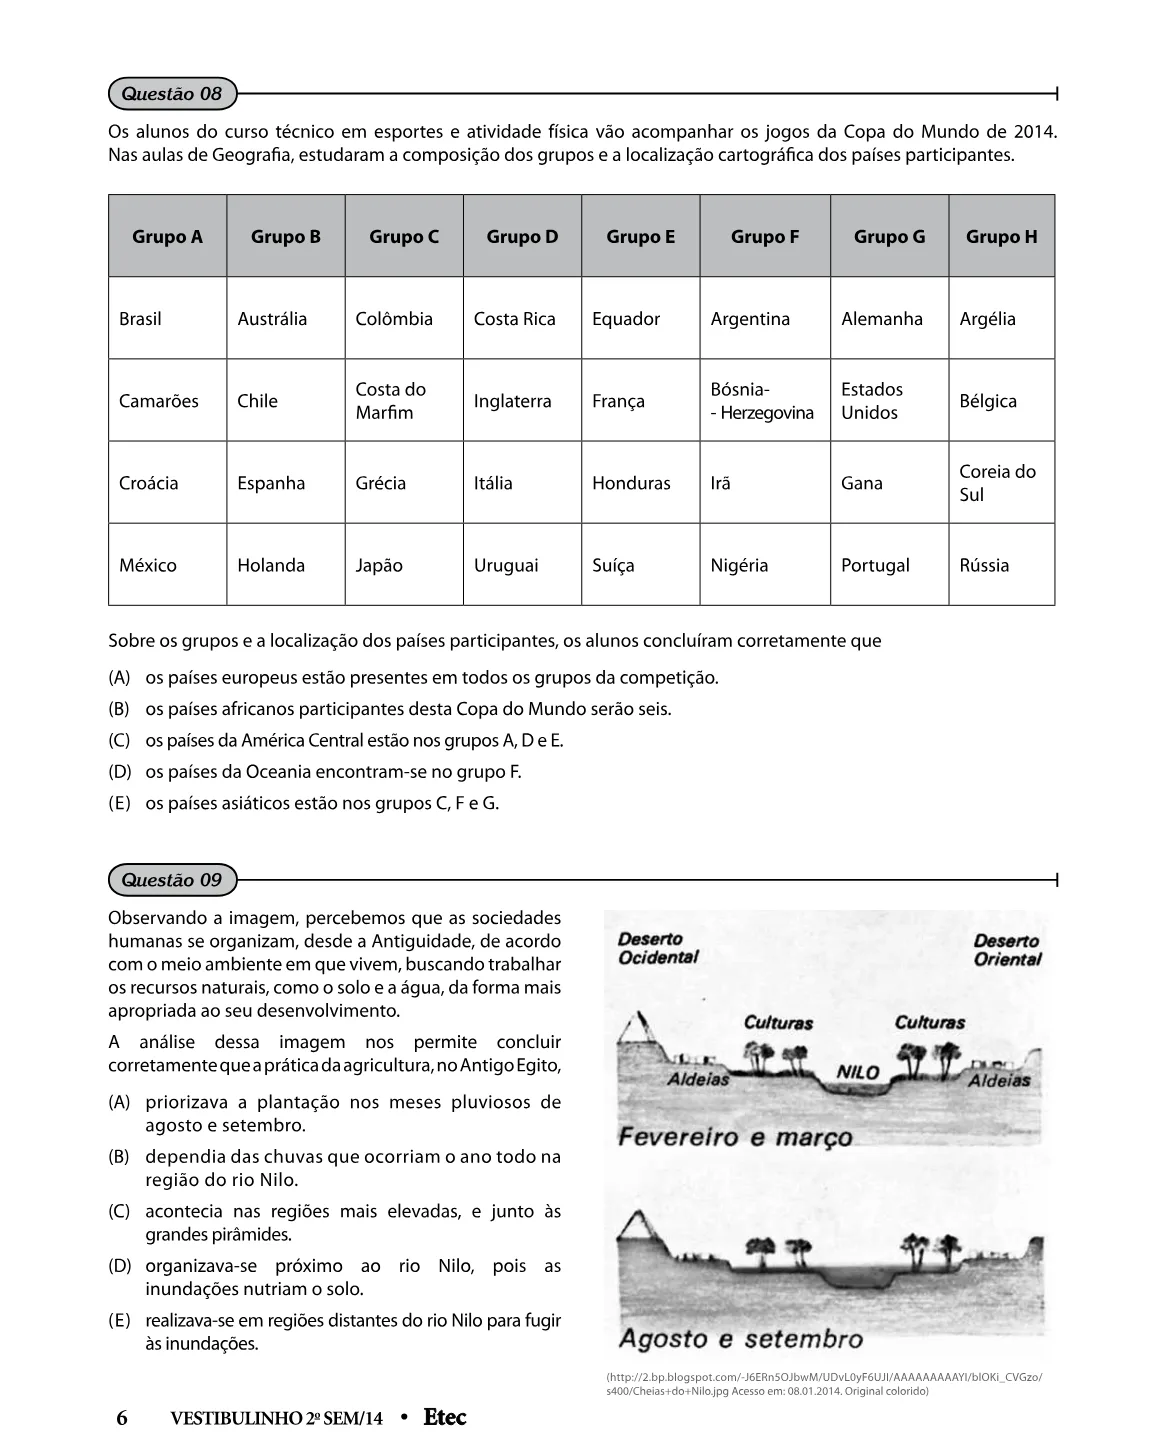 Questão 08
Os alunos do curso técnico em esportes e atividade física vão acompanhar os jogos da Copa do Mundo de 2014.
Nas aulas de Geografia, estudaram a composição dos grupos e a localização cartográfica dos países participantes.
Grupo A Grupo B Grupo C Grupo D Grupo E Grupo F Grupo G Grupo H
Brasil Austrália Colômbia Costa Rica Equador Argentina Alemanha Argélia
Camarões Chile Costa do Marfim Inglaterra França Bósnia- - Herzegovina Estados Unidos Bélgica
Croácia Espanha Grécia Itália Honduras Irã Gana Coreia do Sul
México Holanda Japão Uruguai Suíça Nigéria Portugal Rússia
Sobre os grupos e a localização dos países participantes, os alunos concluíram corretamente que
(A) os países europeus estão presentes em todos os grupos da competição.
(B) os países africanos participantes desta Copa do Mundo serão seis.
(C) os países da América Central estão nos grupos A, D e E.
(D) os países da Oceania encontram-se no grupo F.
(E) os países asiáticos estão nos grupos C, F e G.
Questão 09
Observando a imagem, percebemos que as sociedades
humanas se organizam, desde a Antiguidade, de acordo
com o meio ambiente em que vivem, buscando trabalhar
os recursos naturais, como o solo e a água, da forma mais
apropriada ao seu desenvolvimento.
A análise dessa imagem nos permite concluir
corretamente que a prática da agricultura, no Antigo Egito,
(A) priorizava a plantação nos meses pluviosos de
agosto e setembro.
(B) dependia das chuvas que ocorriam o ano todo na
região do rio Nilo.
(C) acontecia nas regiões mais elevadas, e junto às
grandes pirâmides.
(D) organizava-se próximo ao rio Nilo, pois as
inundações nutriam o solo.
(E) realizava-se em regiões distantes do rio Nilo para fugir
às inundações.
Deserto Ocidental
Deserto Oriental
Culturas Culturas
Aldeias NILO Aldeias
Fevereiro e março
Agosto e setembro
(http://2.bp.blogspot.com/-J6ERn5OJbwM/UDvL0yF6UJI/AAAAAAAAAYI/blOKi_CVGzo/
s400/Cheias+do+Nilo.jpg Acesso em: 08.01.2014. Original colorido)
6 VESTIBULINHO 2º SEM/14 • Etec